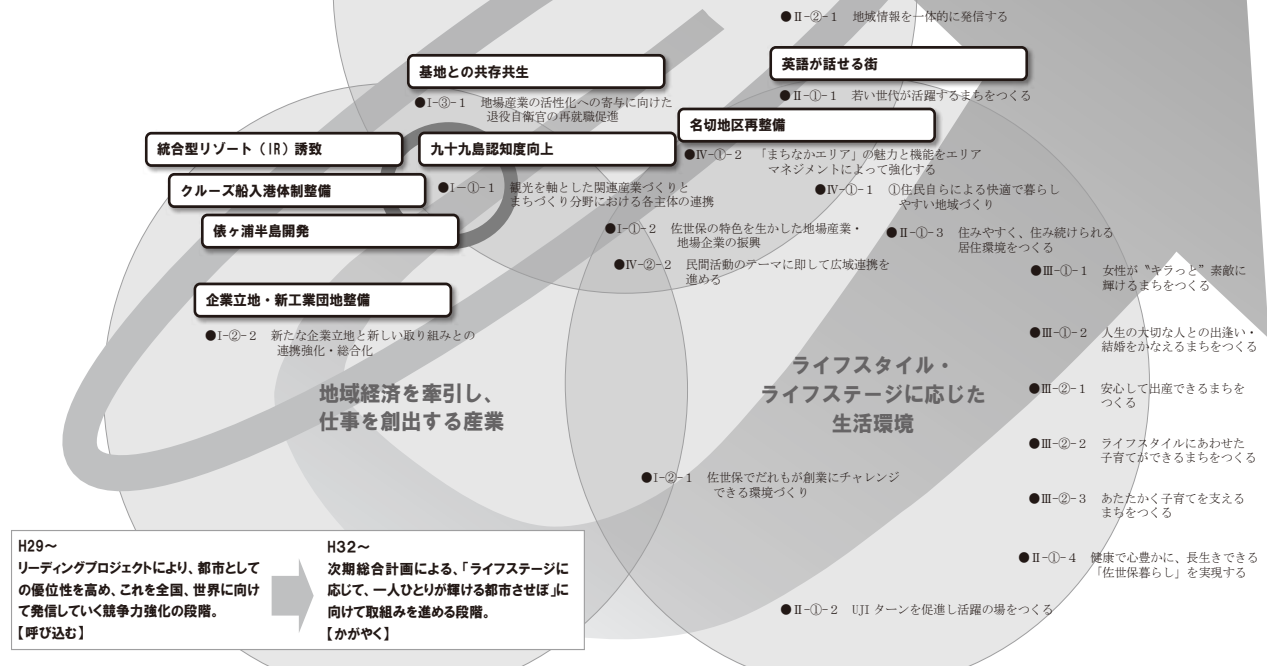 ●Ⅱ-②-1 地域情報を一体的に発信する
基地との共存共生
●Ⅰ-③-1 地場産業の活性化への寄与に向けた
退役自衛官の再就職促進
英語が話せる街
●Ⅱ-①-1 若い世代が活躍するまちをつくる
名切地区再整備
●Ⅳ-①-2 「まちなかエリア」の魅力と機能をエリア
マネジメントによって強化する
統合型リゾート（IR）誘致
九十九島認知度向上
クルーズ船入港体制整備
●Ⅰ-①-1 観光を軸とした関連産業づくりと
まちづくり分野における各主体の連携
●Ⅳ-①-1 ①住民自らによる快適で暮らし
やすい地域づくり
俵ヶ浦半島開発
●Ⅰ-①-2 佐世保の特色を生かした地場産業・
地場企業の振興
●Ⅱ-①-3 住みやすく、住み続けられる
居住環境をつくる
●Ⅳ-②-2 民間活動のテーマに即して広域連携を
進める
●Ⅲ-①-1 女性が〝キラっと〟素敵に
輝けるまちをつくる
企業立地・新工業団地整備
●Ⅰ-②-2 新たな企業立地と新しい取り組みとの
連携強化・総合化
●Ⅲ-①-2 人生の大切な人との出逢い・
結婚をかなえるまちをつくる
地域経済を牽引し、
仕事を創出する産業
ライフスタイル・
ライフステージに応じた
生活環境
●Ⅲ-②-1 安心して出産できるまちを
つくる
●Ⅲ-②-2 ライフスタイルにあわせた
子育てができるまちをつくる
●Ⅰ-②-1 佐世保でだれもが創業にチャレンジ
できる環境づくり
●Ⅲ-②-3 あたたかく子育てを支える
まちをつくる
●Ⅱ-①-4 健康で心豊かに、長生きできる
「佐世保暮らし」を実現する
●Ⅱ-①-2 UJI ターンを促進し活躍の場をつくる
H29～
リーディングプロジェクトにより、都市として
の優位性を高め、これを全国、世界に向け
て発信していく競争力強化の段階。
【呼び込む】
H32～
次期総合計画による、「ライフステージに
応じて、一人ひとりが輝ける都市させぼ」に
向けて取組みを進める段階。
【かがやく】